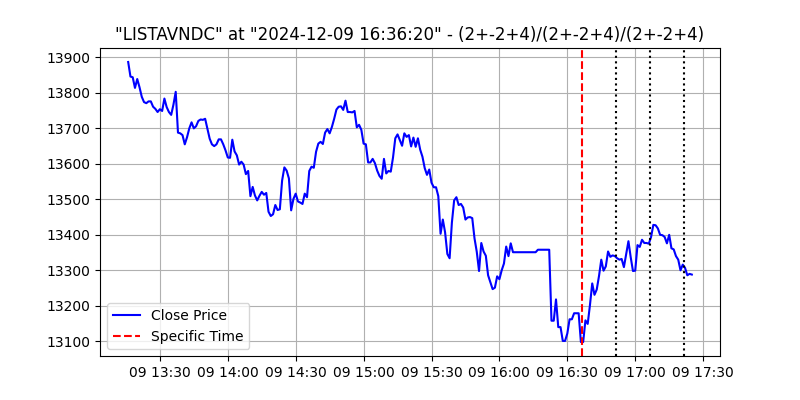 "LISTAVNDC" at "2024-12-09 16:36:20" - (2+-2+4)/(2+-2+4)/(2+-2+4)
13900
13800
13700
13600
13500
13400
13300
13200
13100
Close Price
Specific Time
09 13:30 09 14:00 09 14:30 09 15:00 09 15:30 09 16:00 09 16:30 09 17:00 09 17:30